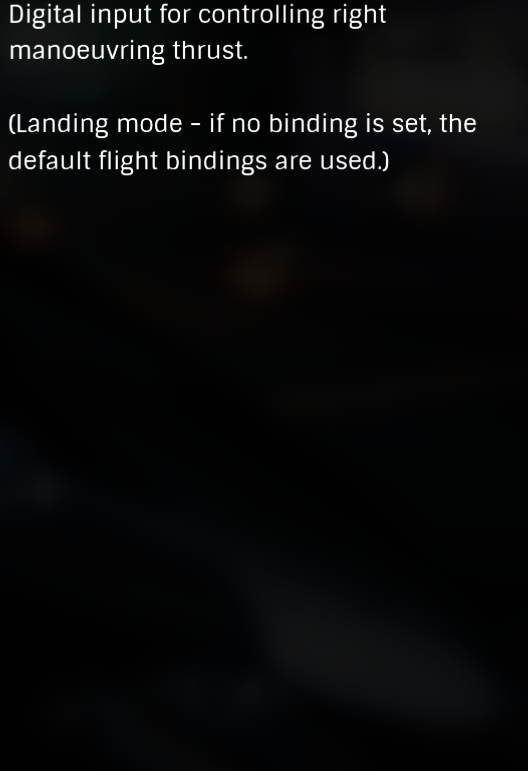 Digital input for controlling right
manoeuvring thrust.
(Landing mode - if no binding is set, the
default flight bindings are used.)